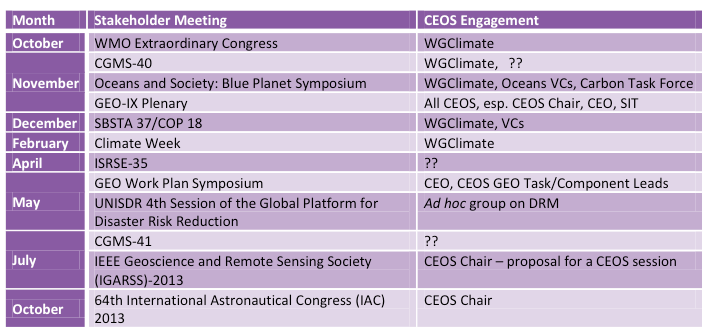 Month Stakeholder Meeting CEOS Engagement
October WMO Extraordinary Congress WGClimate
CGMS-40 WGClimate, ??
November Oceans and Society: Blue Planet Symposium WGClimate, Oceans VCs, Carbon Task Force
GEO-IX Plenary All CEOS, esp. CEOS Chair, CEO, SIT
December SBSTA 37/COP 18 WGClimate, VCs
February Climate Week WGClimate
April ISRSE-35 ??
GEO Work Plan Symposium CEO, CEOS GEO Task/Component Leads
May UNISDR 4th Session of the Global Platform for Ad hoc group on DRM
Disaster Risk Reduction
CGMS-41 ??
July IEEE Geoscience and Remote Sensing Society CEOS Chair – proposal for a CEOS session
(IGARSS)-2013
October 64th International Astronautical Congress (IAC) CEOS Chair
2013